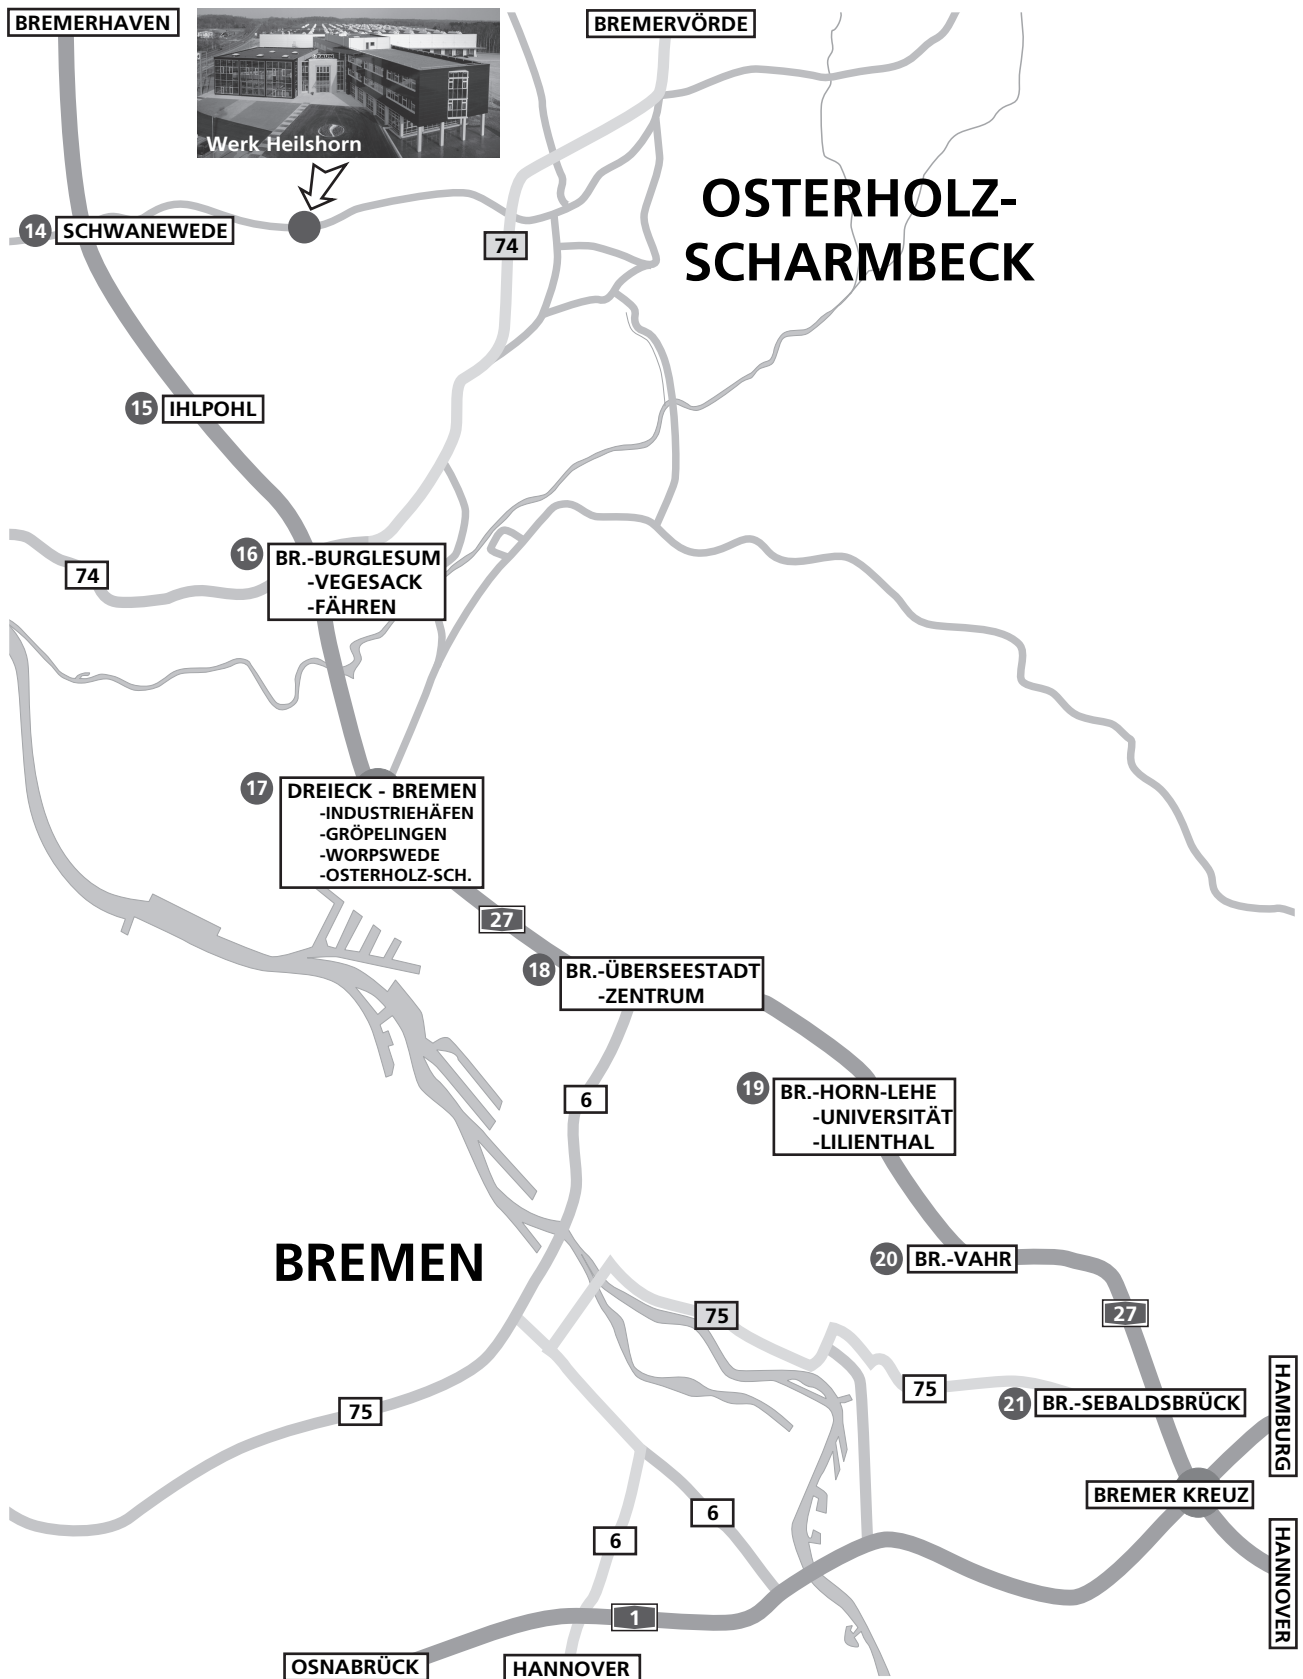 BREMERHAVEN
BREMERVÖRDE
Werk Heilshorn
OSTERHOLZ-
SCHARMBECK
14 SCHWANEWEDE
74
15 IHLPOHL
16 BR.-BURGLESUM
-VEGESACK
-FÄHREN
74
17 DREIECK - BREMEN
-INDUSTRIEHÄFEN
-GRÖPELINGEN
-WORPSWEDE
-OSTERHOLZ-SCH.
27
18 BR.-ÜBERSEESTADT
-ZENTRUM
6
19 BR.-HORN-LEHE
-UNIVERSITÄT
-LILIENTHAL
BREMEN
20 BR.-VAHR
27
75
75
75
21 BR.-SEBALDSBRÜCK
HAMBURG
BREMER KREUZ
6
6
HANNOVER
1
OSNABRÜCK
HANNOVER